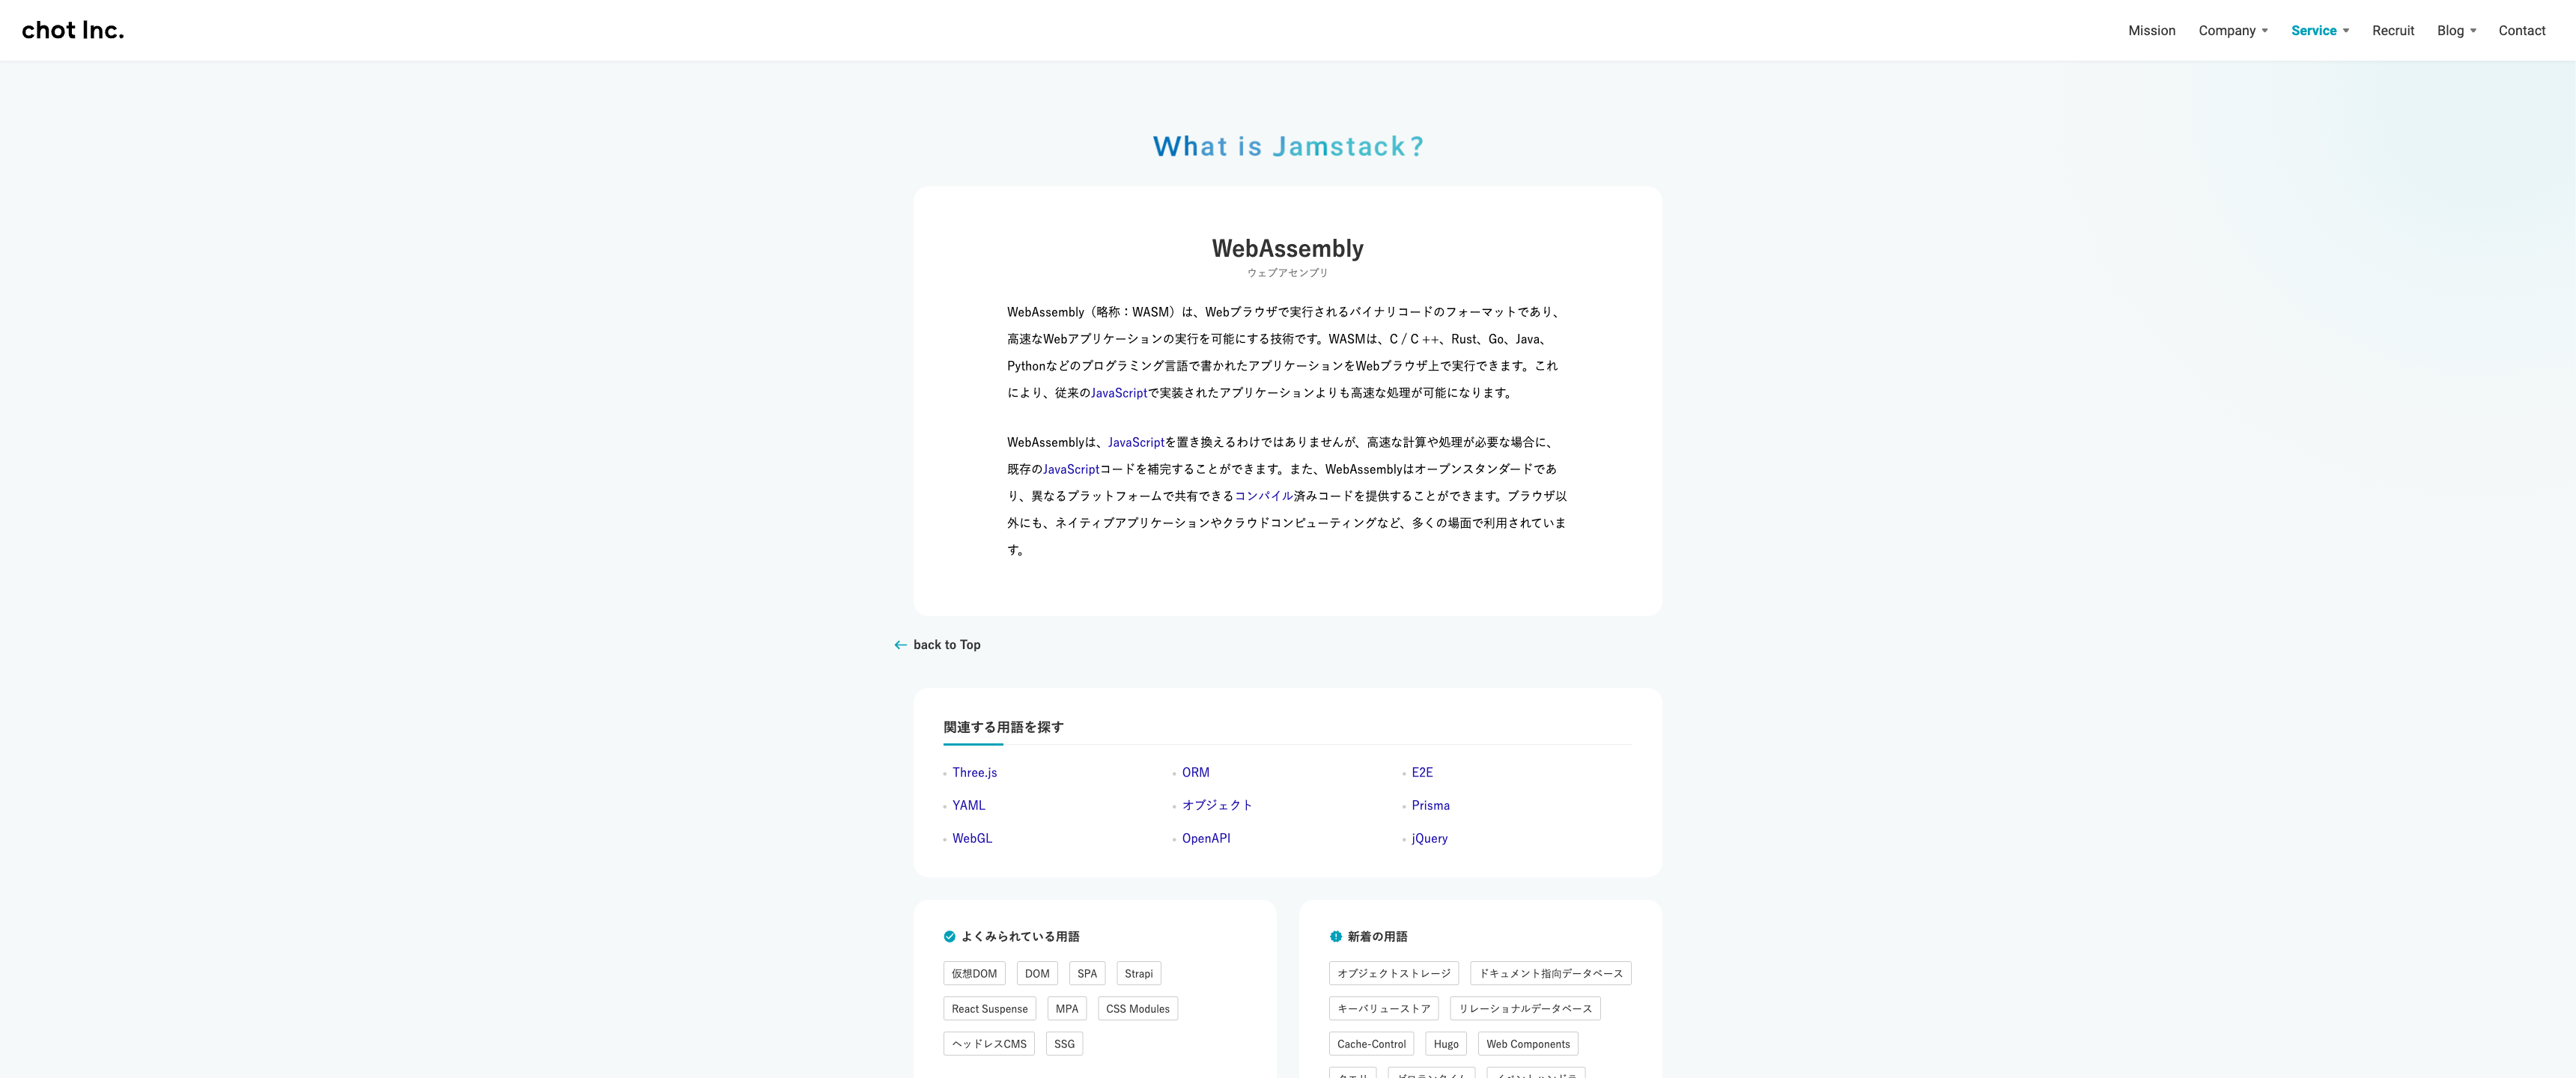 chot Inc.
Mission Company Service Recruit Blog Contact
What is Jamstack?
WebAssembly
ウェブアセンブリ
WebAssembly（略称：WASM）は、Webブラウザで実行されるバイナリコードのフォーマットであり、
高速なWebアプリケーションの実行を可能にする技術です。WASMは、C / C ++、Rust、Go、Java、
Pythonなどのプログラミング言語で書かれたアプリケーションをWebブラウザ上で実行できます。これ
により、従来のJavaScriptで実装されたアプリケーションよりも高速な処理が可能になります。
WebAssemblyは、JavaScriptを置き換えるわけではありませんが、高速な計算や処理が必要な場合に、
既存のJavaScriptコードを補完することができます。また、WebAssemblyはオープンスタンダードであ
り、異なるプラットフォームで共有できるコンパイル済みコードを提供することができます。ブラウザ以
外にも、ネイティブアプリケーションやクラウドコンピューティングなど、多くの場面で利用されていま
す。
back to Top
関連する用語を探す
Three.js ORM E2E
YAML オブジェクト Prisma
WebGL OpenAPI jQuery
よくみられている用語
仮想DOM DOM SPA Strapi
React Suspense MPA CSS Modules
ヘッドレスCMS SSG
新着の用語
オブジェクトストレージ ドキュメント指向データベース
キーバリューストア リレーショナルデータベース
Cache-Control Hugo Web Components